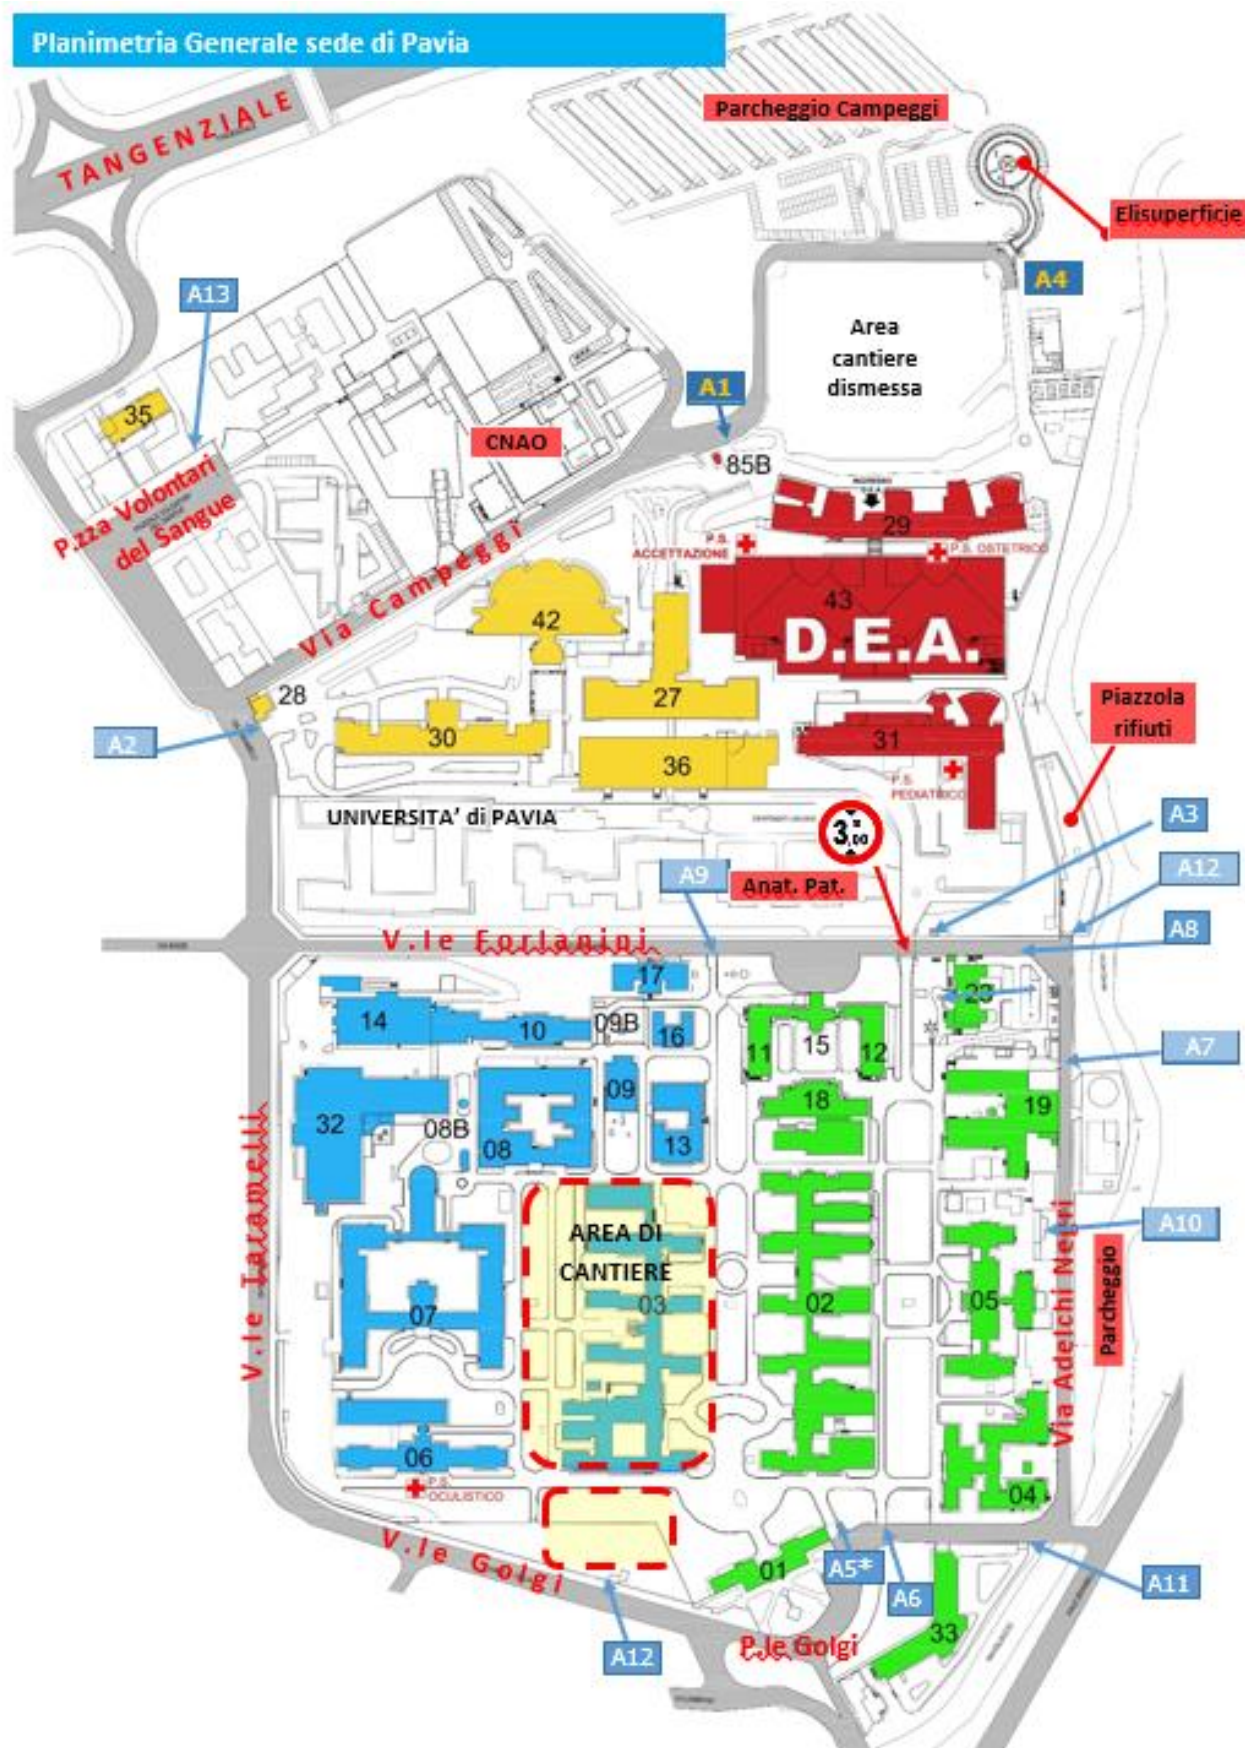 Planimetria Generale sede di Pavia
TANGENZIALE
Parcheggio Campeggi
Elisuperficie
A13
A4
Area
cantiere
dismessa
A1
35
CNAO
85B
P.zza Volontari
del Sangue
Via Campeggi
INGRESSO
D.E.A.
29
P.S.
ACCETTAZIONE
P.S. OSTETRICO
43
D.E.A.
42
28
27
A2
30
36
31
Piazzola
rifiuti
P.S.
PEDIATRICO
UNIVERSITA' di PAVIA
3,00
A3
A9
Anat. Pat.
A12
V.le Forlanini
A8
17
23
14
10
09B
16
11
15
12
A7
09
18
19
32
08B
08
13
V.le Taramelli
AREA DI
CANTIERE
A10
03
02
05
07
Parcheggio
Via Adelchi Negri
06
04
P.S.
OCULISTICO
V.le Golgi
01
A5*
A6
A11
33
A12
P.le Golgi